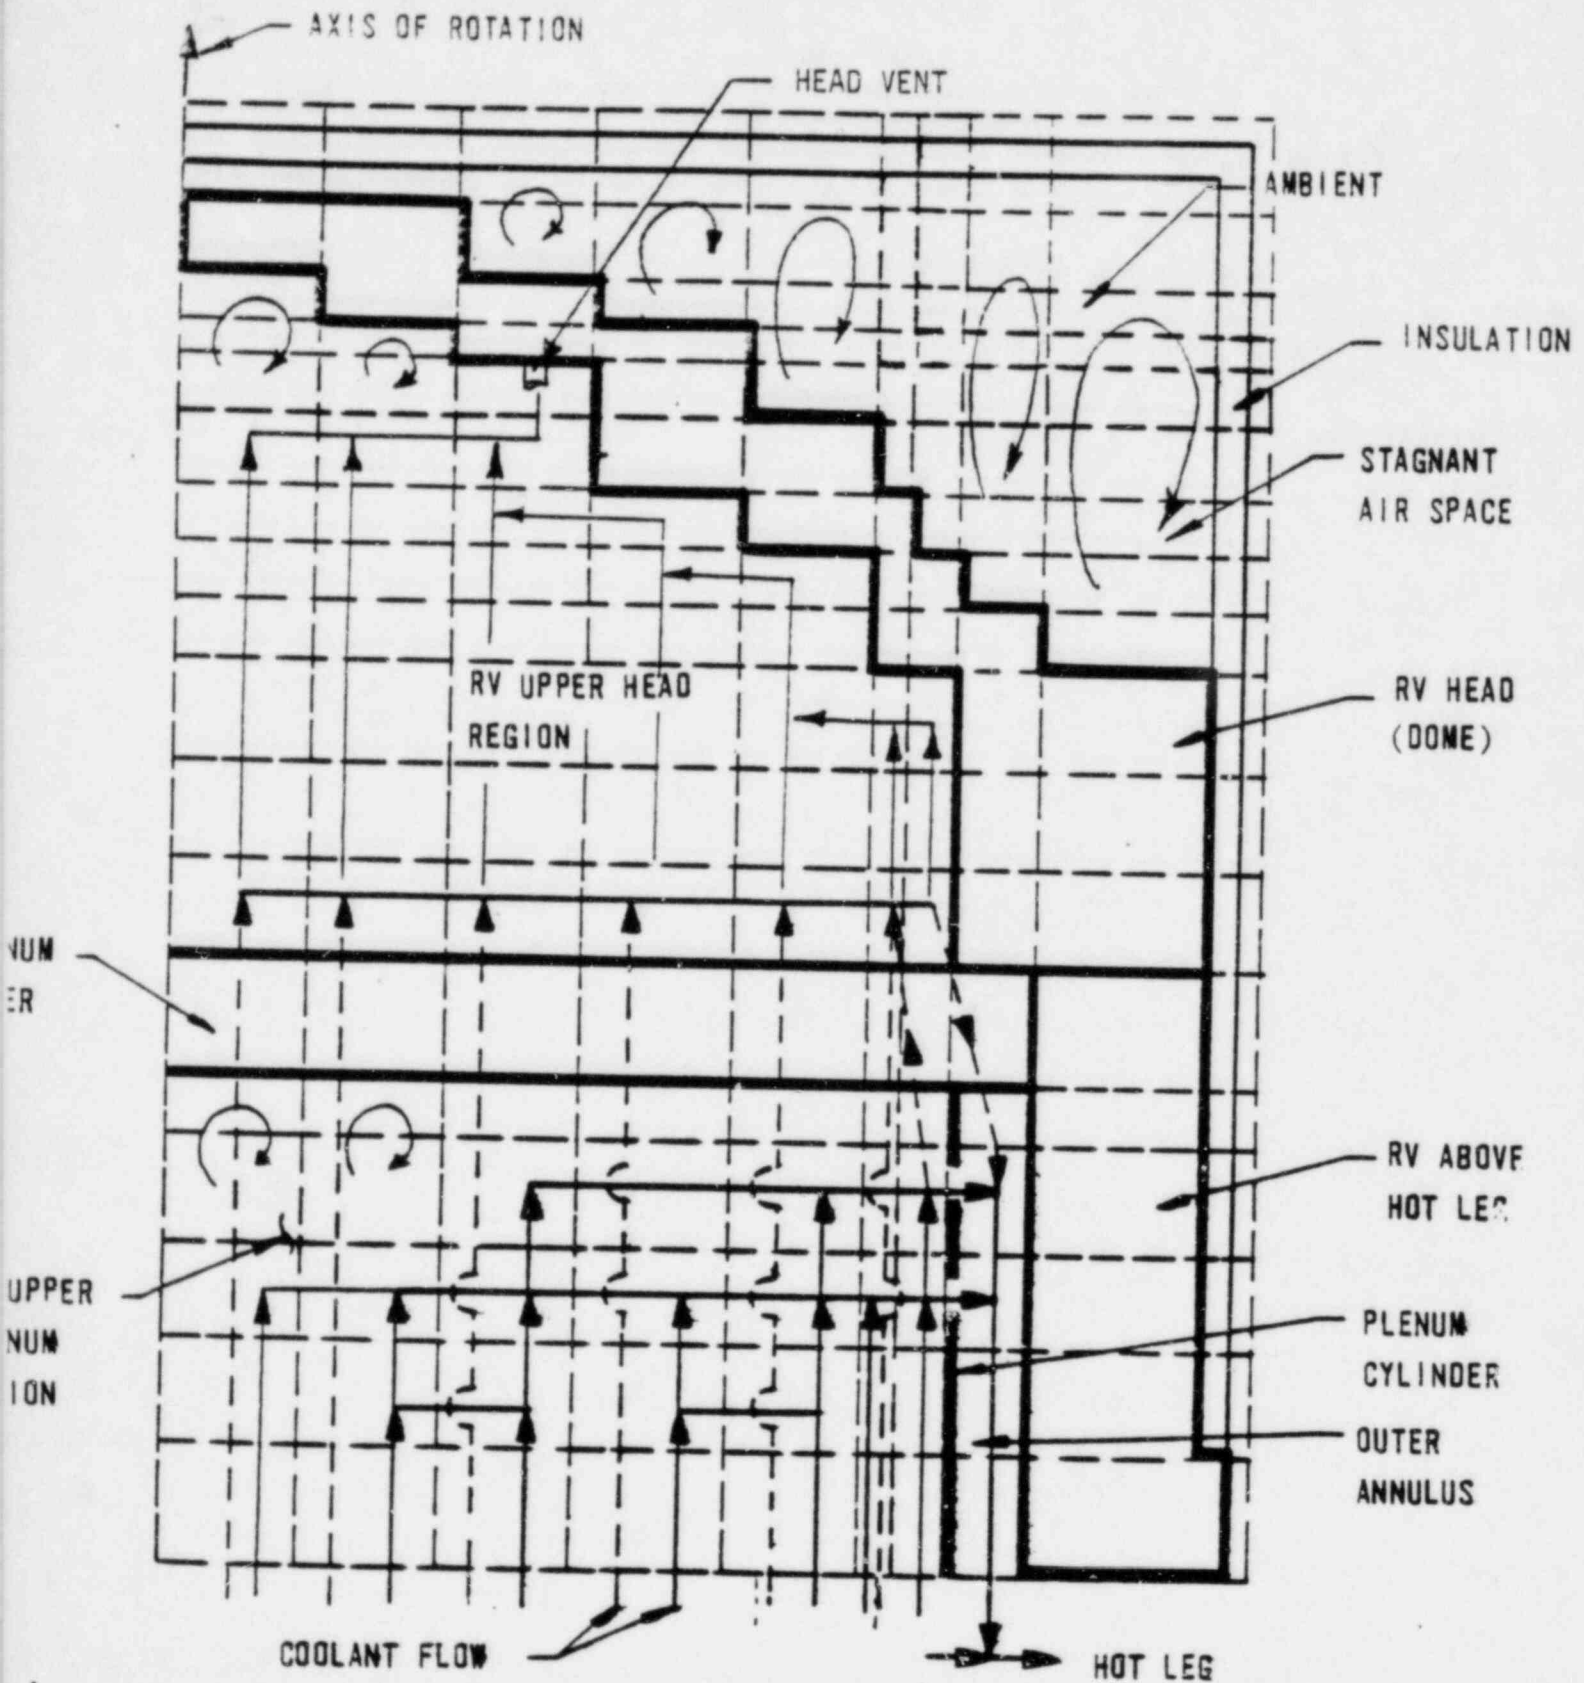 AXIS OF ROTATION
HEAD VENT
AMBIENT
INSULATION
STAGNANT
AIR SPACE
RV UPPER HEAD
REGION
RV HEAD
(DOME)
NUM
ER
RV ABOVE
HOT LEG
UPPER
NUM
ION
PLENUM
CYLINDER
OUTER
ANNULUS
COOLANT FLOW
HOT LEG